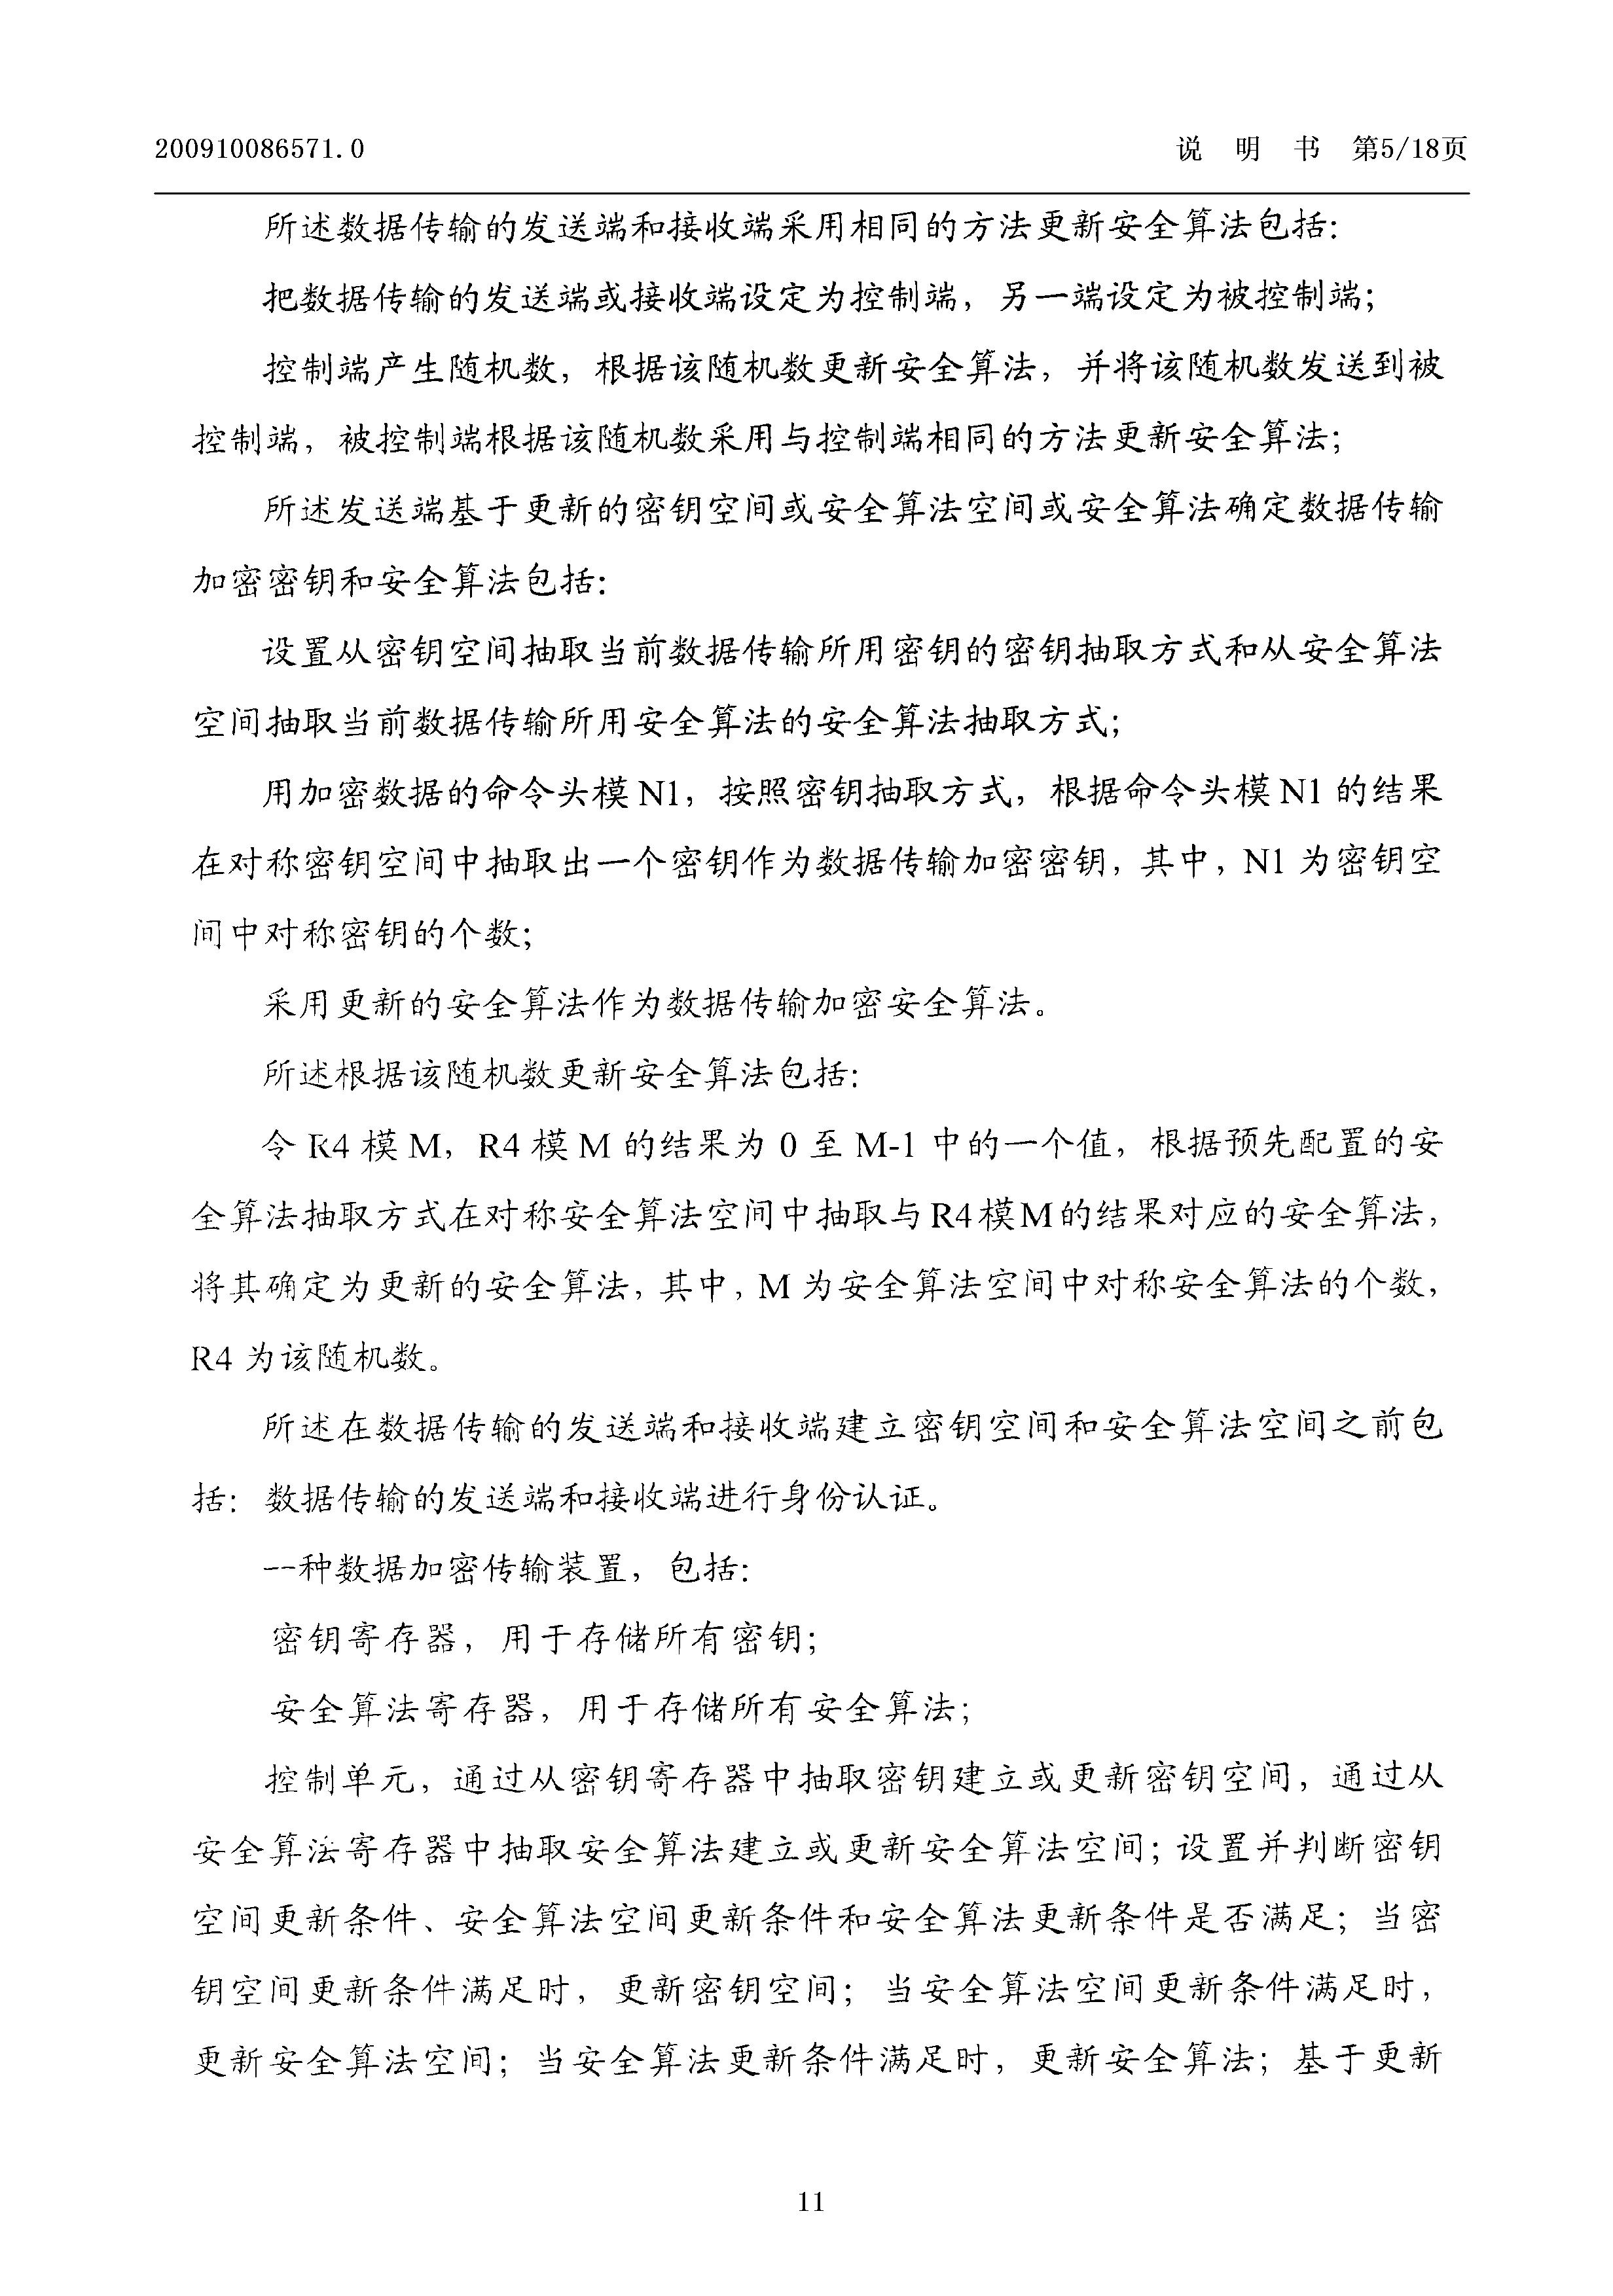 200910086571.0
说 明 书 第5/18页
所述数据传输的发送端和接收端采用相同的方法更新安全算法包括：
把数据传输的发送端或接收端设定为控制端，另一端设定为被控制端；
控制端产生随机数，根据该随机数更新安全算法，并将该随机数发送到被
控制端，被控制端根据该随机数采用与控制端相同的方法更新安全算法；
所述发送端基于更新的密钥空间或安全算法空间或安全算法确定数据传输
加密密钥和安全算法包括：
设置从密钥空间抽取当前数据传输所用密钥的密钥抽取方式和从安全算法
空间抽取当前数据传输所用安全算法的安全算法抽取方式；
用加密数据的命令头模 N1，按照密钥抽取方式，根据命令头模 N1 的结果
在对称密钥空间中抽取出一个密钥作为数据传输加密密钥，其中，N1 为密钥空
间中对称密钥的个数；
采用更新的安全算法作为数据传输加密安全算法。
所述根据该随机数更新安全算法包括：
令 R4 模 M，R4 模 M 的结果为 0 至 M-1 中的一个值，根据预先配置的安
全算法抽取方式在对称安全算法空间中抽取与 R4 模 M 的结果对应的安全算法，
将其确定为更新的安全算法，其中，M 为安全算法空间中对称安全算法的个数，
R4 为该随机数。
所述在数据传输的发送端和接收端建立密钥空间和安全算法空间之前包
括：数据传输的发送端和接收端进行身份认证。
一种数据加密传输装置，包括：
密钥寄存器，用于存储所有密钥；
安全算法寄存器，用于存储所有安全算法；
控制单元，通过从密钥寄存器中抽取密钥建立或更新密钥空间，通过从
安全算法寄存器中抽取安全算法建立或更新安全算法空间；设置并判断密钥
空间更新条件、安全算法空间更新条件和安全算法更新条件是否满足；当密
钥空间更新条件满足时，更新密钥空间；当安全算法空间更新条件满足时，
更新安全算法空间；当安全算法更新条件满足时，更新安全算法；基于更新
11